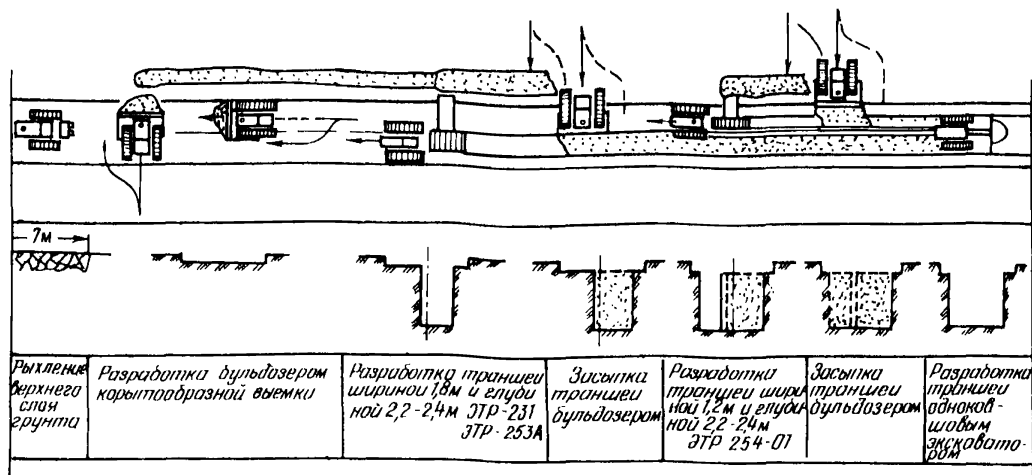 7м
Рыхление
верхнего
слоя
грунта
Разработка бульдозером
корытообразной выемки
Разработка траншеи
шириной 1,8м и глуби
ной 2,2-2,4м ЭТР-231
ЭТР-253А
Засыпка
траншеи
бульдозером
Разработка
траншеи шири
ной 1,2м и глуби
ной 2,2-2,4м
ЭТР 254-01
Засыпка
траншеи
бульдозером
Разработка
траншеи
одноков-
шовым
экскавато-
ром